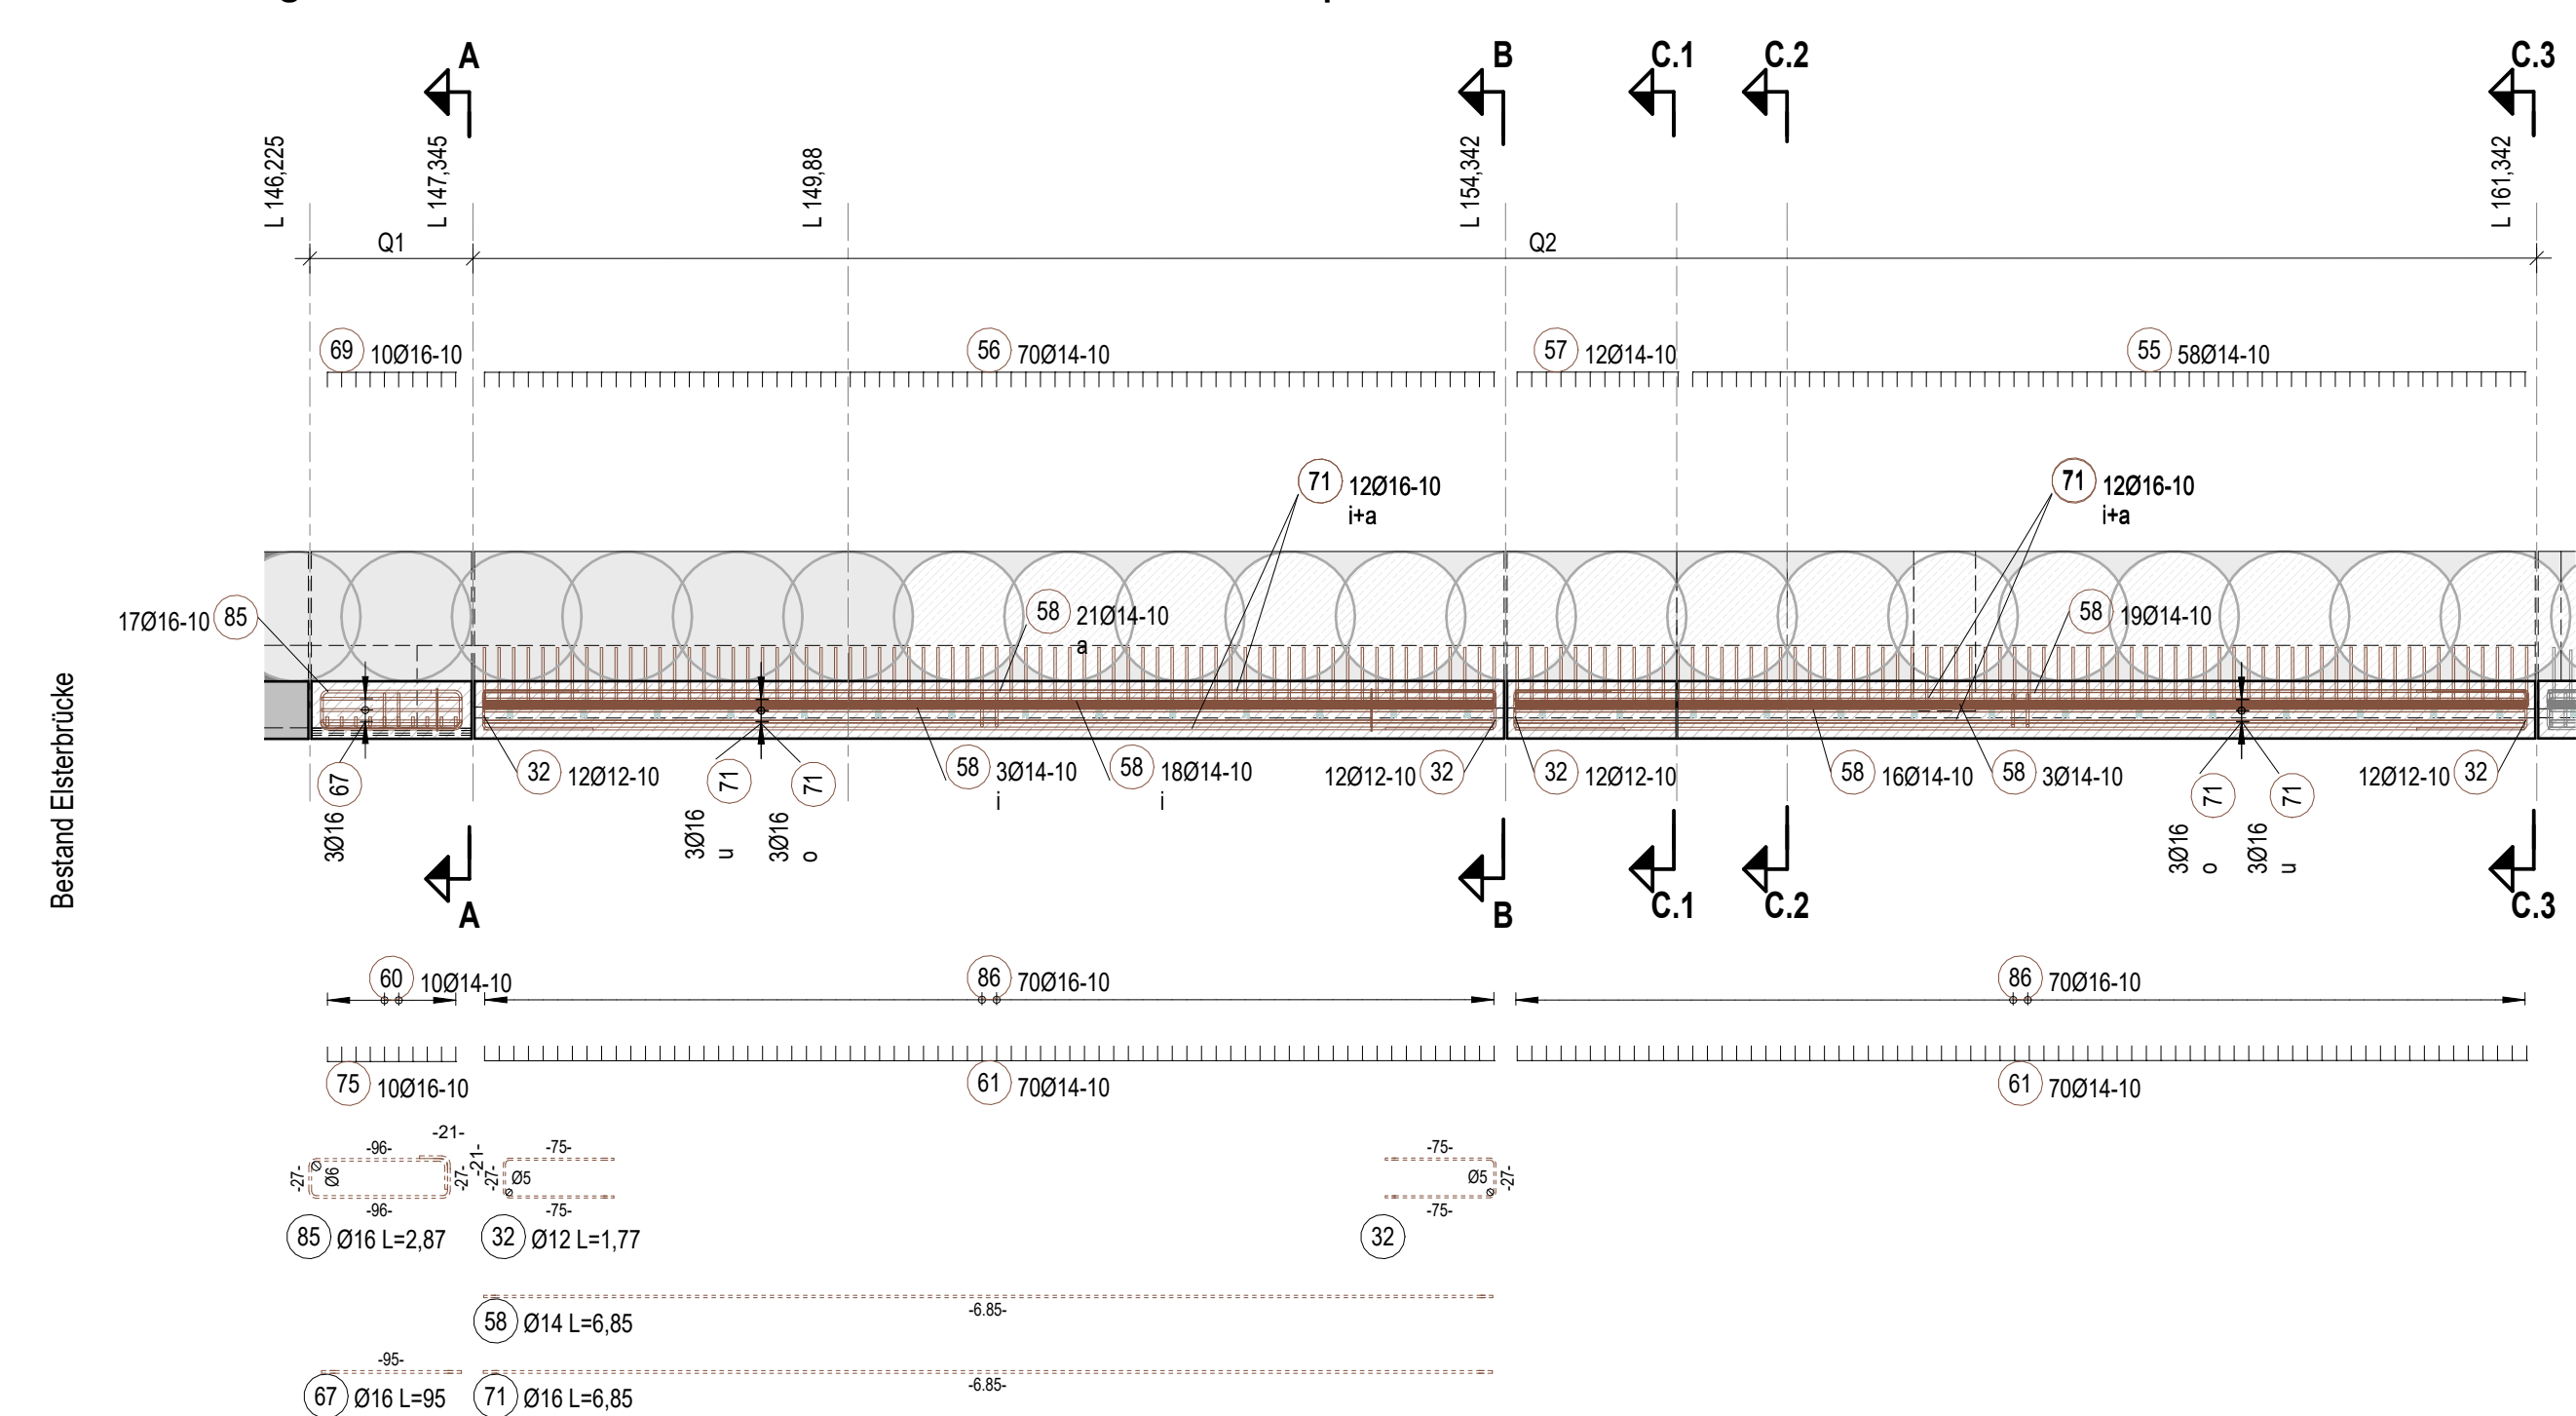 A
B
C.1
C.2
C.3
L 146,225
L 147,345
L 149,88
L 154,342
L 161,342
Q1
Q2
69 10Ø16-10
56 70Ø14-10
57 12Ø14-10
55 58Ø14-10
71 12Ø16-10
i+a
71 12Ø16-10
i+a
17Ø16-10 85
58 21Ø14-10
a
58 19Ø14-10
Bestand Elsterbrücke
67
3Ø16
32 12Ø12-10
71
3Ø16
u
71
3Ø16
o
58 3Ø14-10
i
58 18Ø14-10
i
12Ø12-10 32
32 12Ø12-10
58 16Ø14-10
58 3Ø14-10
71
3Ø16
o
71
3Ø16
u
12Ø12-10 32
A
B
C.1
C.2
C.3
60 10Ø14-10
86 70Ø16-10
86 70Ø16-10
75 10Ø16-10
61 70Ø14-10
61 70Ø14-10
-21-
-96-
-27-
Ø6
-27-
-21-
-96-
85 Ø16 L=2,87
-75-
-27-
Ø5
-75-
32 Ø12 L=1,77
-75-
Ø5
-27-
-75-
32
58 Ø14 L=6,85
-6.85-
-95-
67 Ø16 L=95
71 Ø16 L=6,85
-6.85-